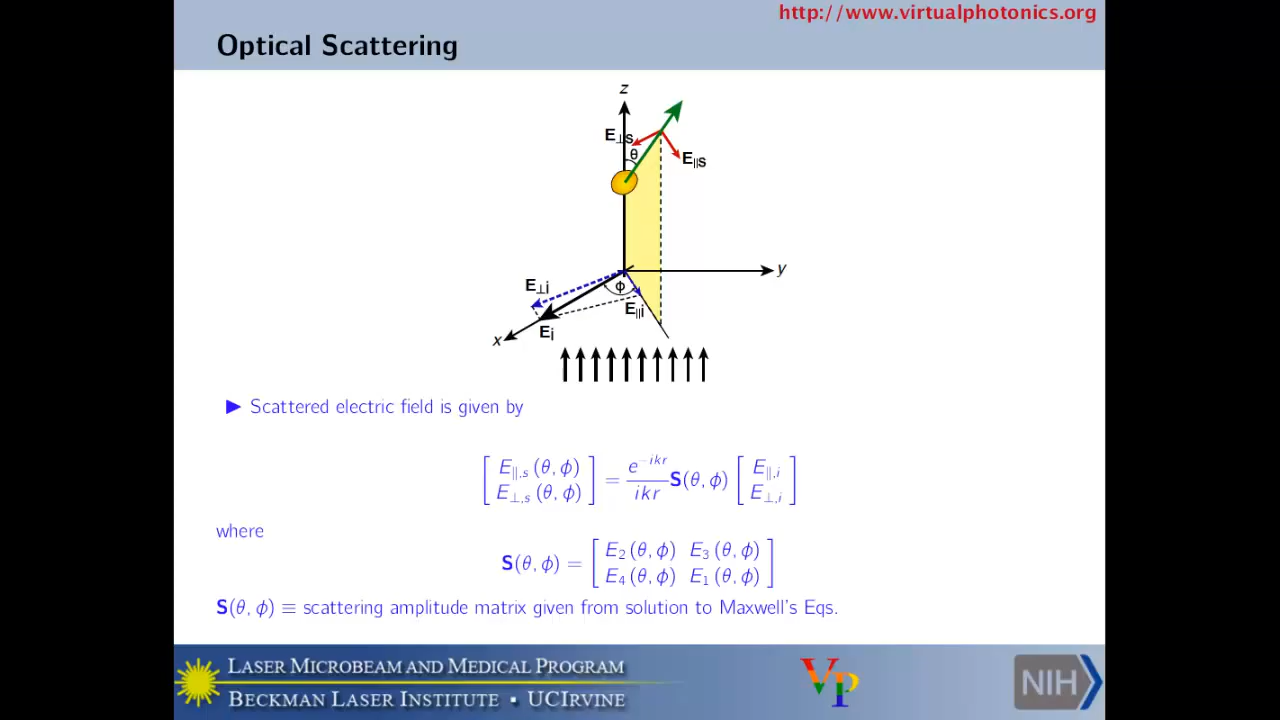 http://www.virtualphotonics.org
Optical Scattering
z
E⊥s
θ
E∥s
y
E⊥i
ϕ
E∥i
Ei
x
▶ Scattered electric field is given by
[ E∥,s (θ, ϕ) ; E⊥,s (θ, ϕ) ] = e^{-ikr} / ikr S(θ, ϕ) [ E∥,i ; E⊥,i ]
where
S(θ, ϕ) = [ E₂ (θ, ϕ) E₃ (θ, ϕ) ; E₄ (θ, ϕ) E₁ (θ, ϕ) ]
S(θ, ϕ) ≡ scattering amplitude matrix given from solution to Maxwell's Eqs.
LASER MICROBEAM AND MEDICAL PROGRAM
BECKMAN LASER INSTITUTE ▪ UCIRVINE
VP
NIH